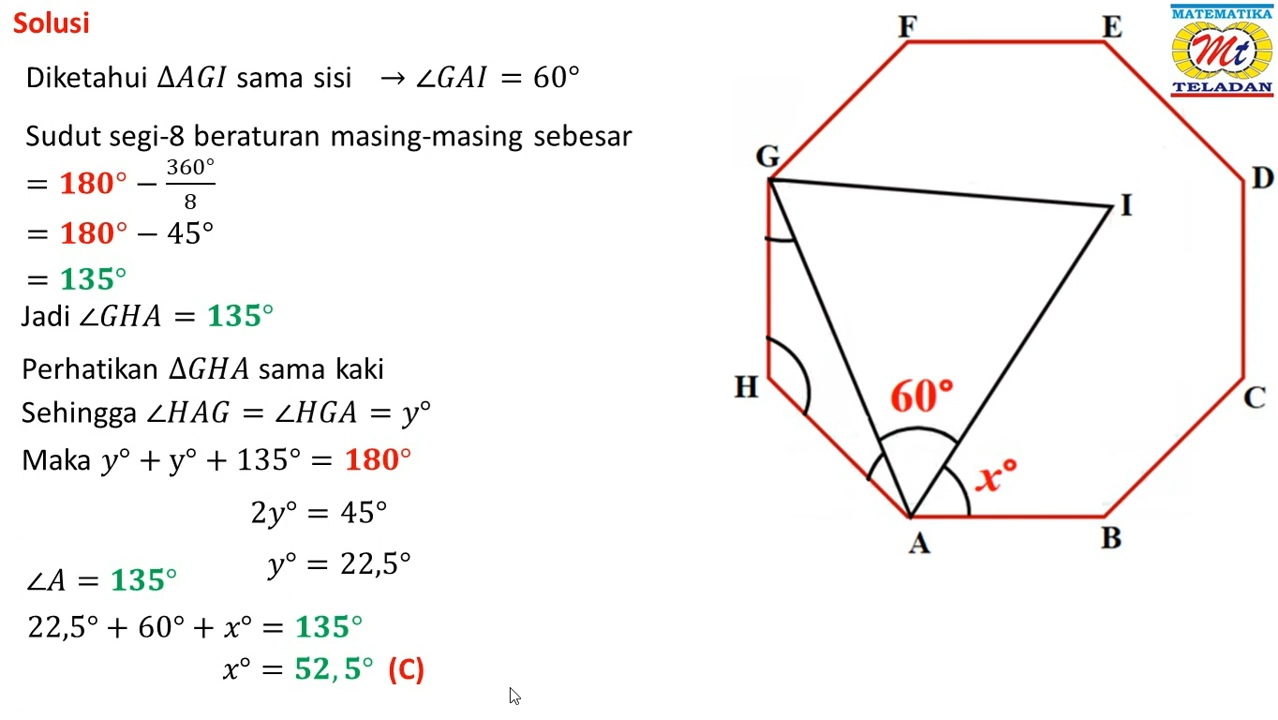 Solusi
Diketahui ΔAGI sama sisi → ∠GAI = 60°
Sudut segi-8 beraturan masing-masing sebesar
= 180° − 360°/8
= 180° − 45°
= 135°
Jadi ∠GHA = 135°
Perhatikan ΔGHA sama kaki
Sehingga ∠HAG = ∠HGA = y°
Maka y° + y° + 135° = 180°
2y° = 45°
y° = 22,5°
∠A = 135°
22,5° + 60° + x° = 135°
x° = 52,5° (C)
F
E
G
I
D
H
C
60°
x°
A
B
MATEMATIKA
Mt
TELADAN